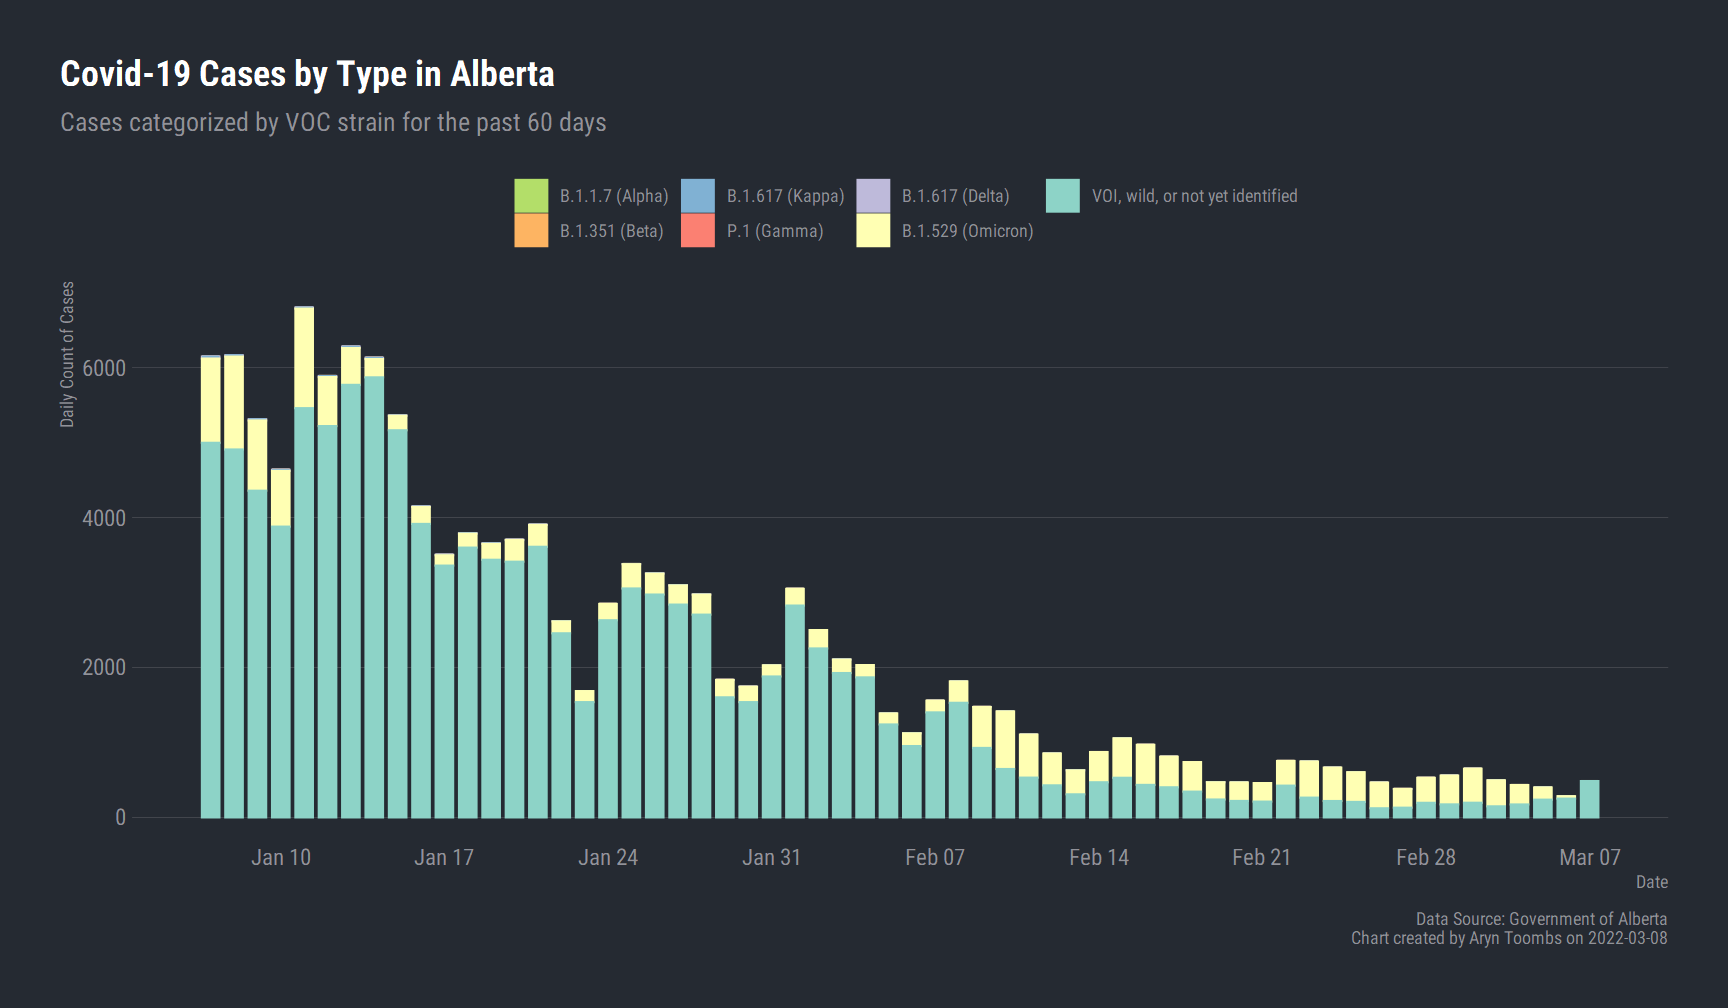 Covid-19 Cases by Type in Alberta
Cases categorized by VOC strain for the past 60 days
B.1.1.7 (Alpha) B.1.617 (Kappa) B.1.617 (Delta) VOI, wild, or not yet identified
B.1.351 (Beta) P.1 (Gamma) B.1.529 (Omicron)
Daily Count of Cases
6000
4000
2000
0
Jan 10 Jan 17 Jan 24 Jan 31 Feb 07 Feb 14 Feb 21 Feb 28 Mar 07
Date
Data Source: Government of Alberta
Chart created by Aryn Toombs on 2022-03-08